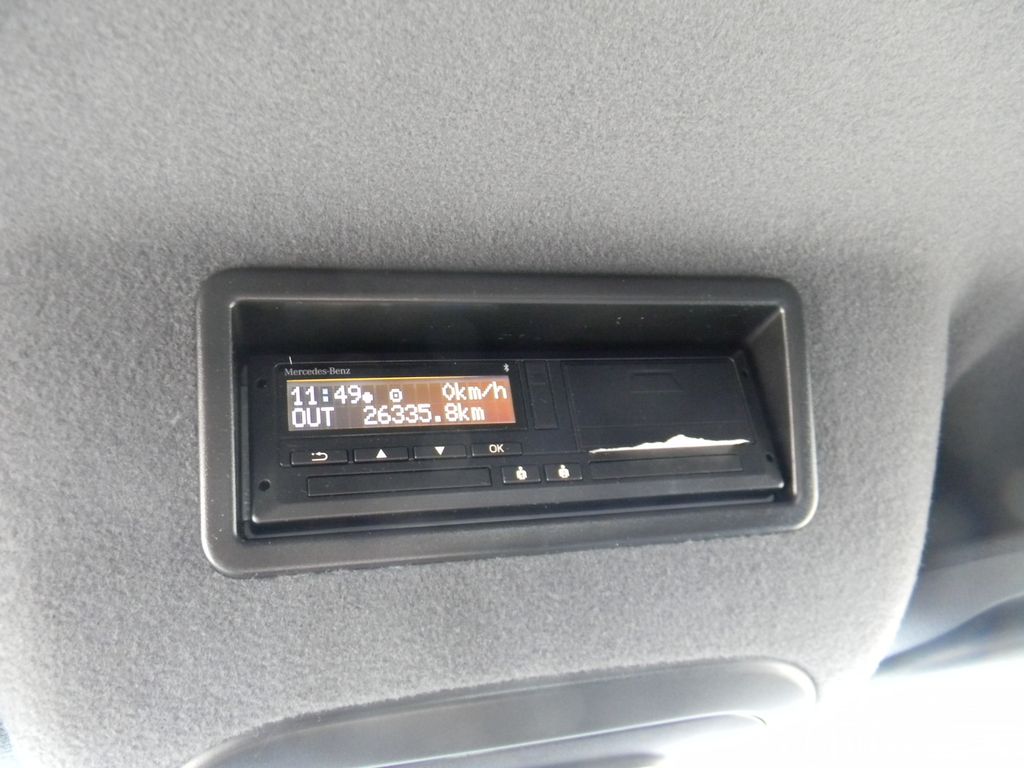 Mercedes-Benz
11:49 0km/h
OUT 26335.8km
OK